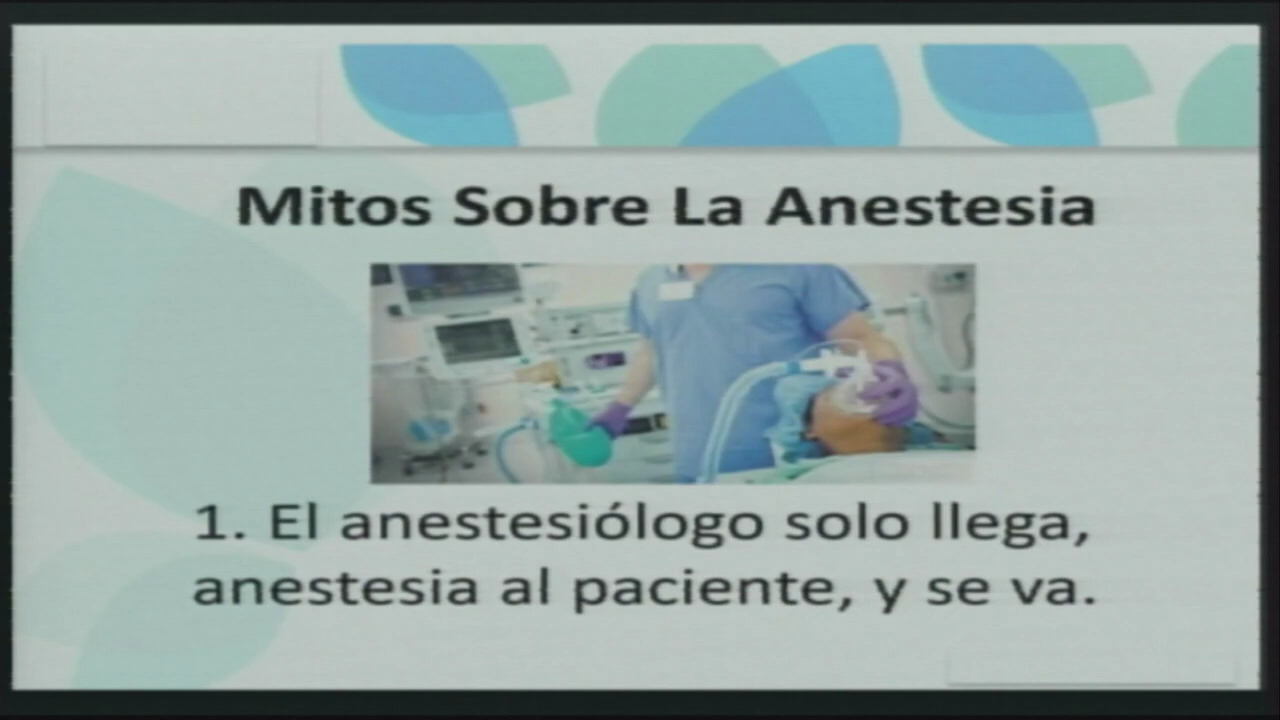 Mitos Sobre La Anestesia
1. El anestesiólogo solo llega,
anestesia al paciente, y se va.